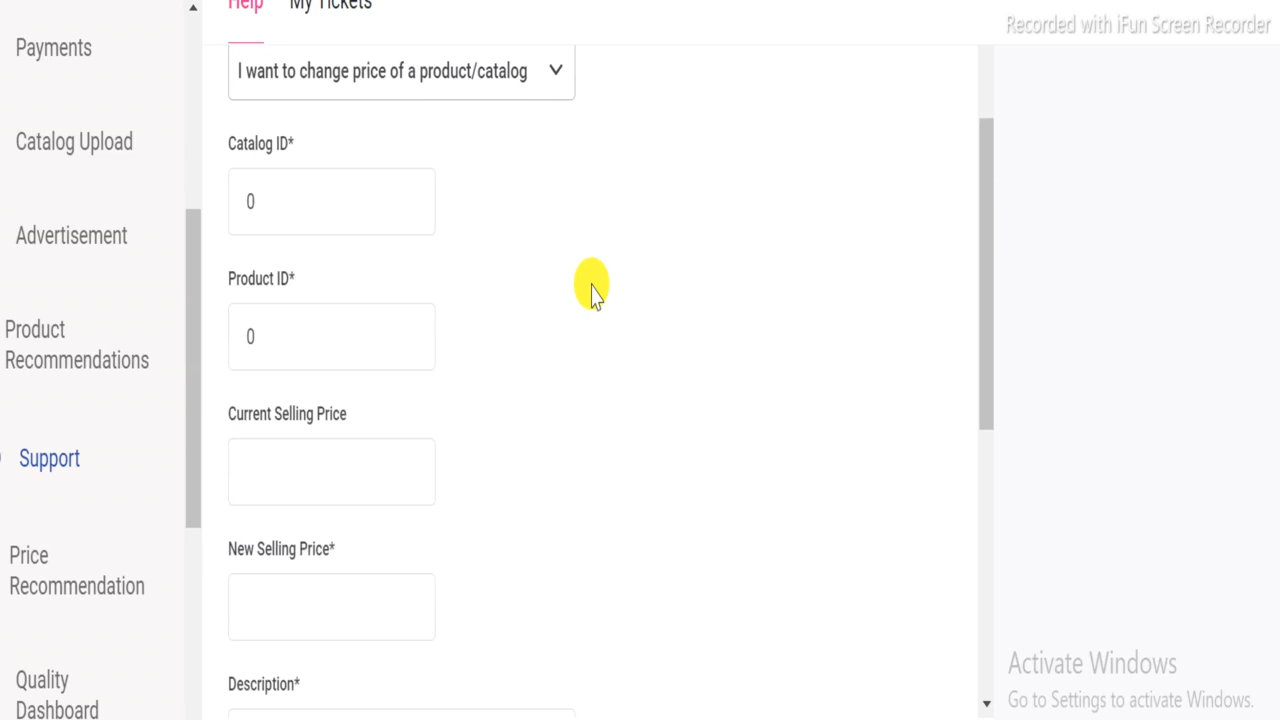 Help My Tickets
Recorded with iFun Screen Recorder
Payments
Catalog Upload
Advertisement
Product
Recommendations
Support
Price
Recommendation
Quality
Dashboard
I want to change price of a product/catalog
Catalog ID*
0
Product ID*
0
Current Selling Price
New Selling Price*
Description*
Activate Windows
Go to Settings to activate Windows.